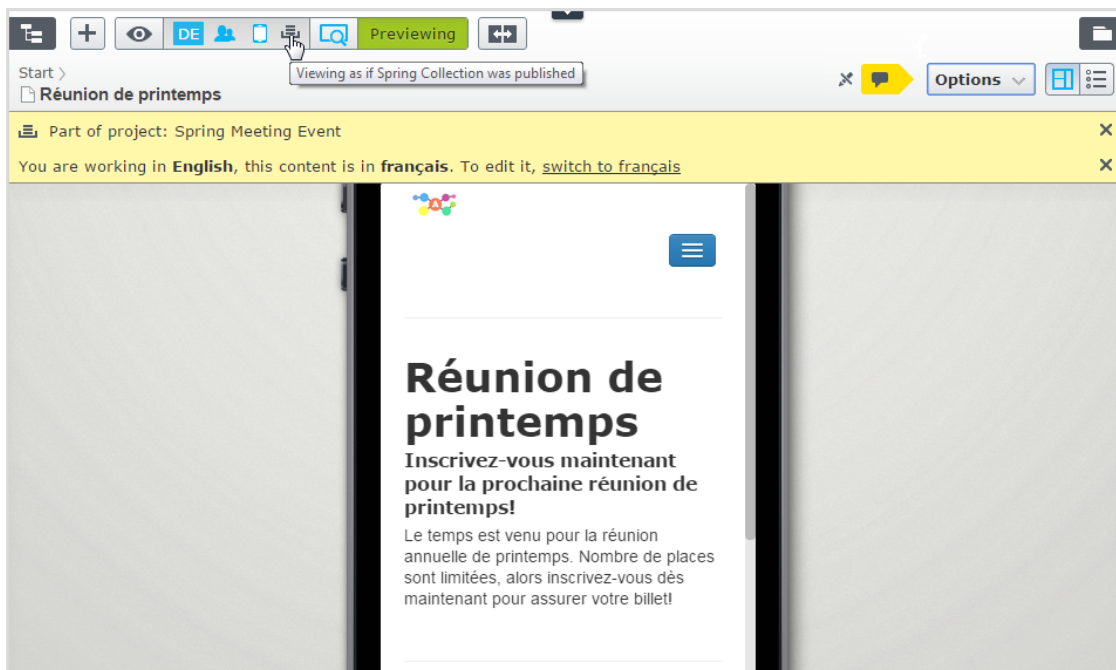 DE
Previewing
Start
Viewing as if Spring Collection was published
Options
Réunion de printemps
Part of project: Spring Meeting Event
You are working in English, this content is in français. To edit it, switch to français
A
Réunion de
printemps
Inscrivez-vous maintenant
pour la prochaine réunion de
printemps!
Le temps est venu pour la réunion
annuelle de printemps. Nombre de places
sont limitées, alors inscrivez-vous dès
maintenant pour assurer votre billet!